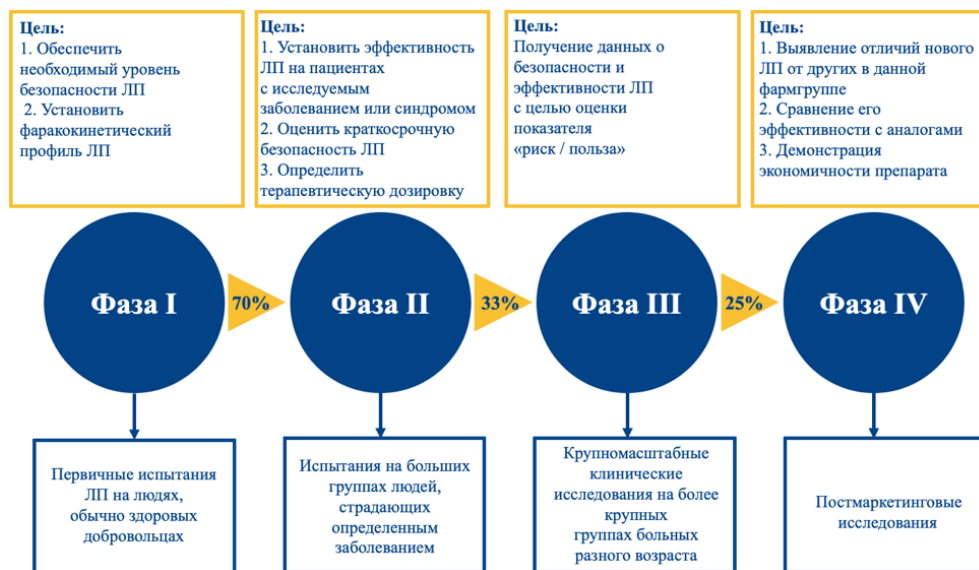 Цель:
1. Обеспечить
необходимый уровень
безопасности ЛП
2. Установить
фаракокинетический
профиль ЛП
Цель:
1. Установить эффективность
ЛП на пациентах
с исследуемым
заболеванием или синдромом
2. Оценить краткосрочную
безопасность ЛП
3. Определить
терапевтическую дозировку
Цель:
Получение данных о
безопасности и
эффективности ЛП
с целью оценки
показателя
«риск / польза»
Цель:
1. Выявление отличий нового
ЛП от других в данной
фармгруппе
2. Сравнение его
эффективности с аналогами
3. Демонстрация
экономичности препарата
Фаза I
70%
Фаза II
33%
Фаза III
25%
Фаза IV
Первичные испытания
ЛП на людях,
обычно здоровых
добровольцах
Испытания на больших
группах людей,
страдающих
определенным
заболеванием
Крупномасштабные
клинические
исследования на более
крупных
группах больных
разного возраста
Постмаркетинговые
исследования